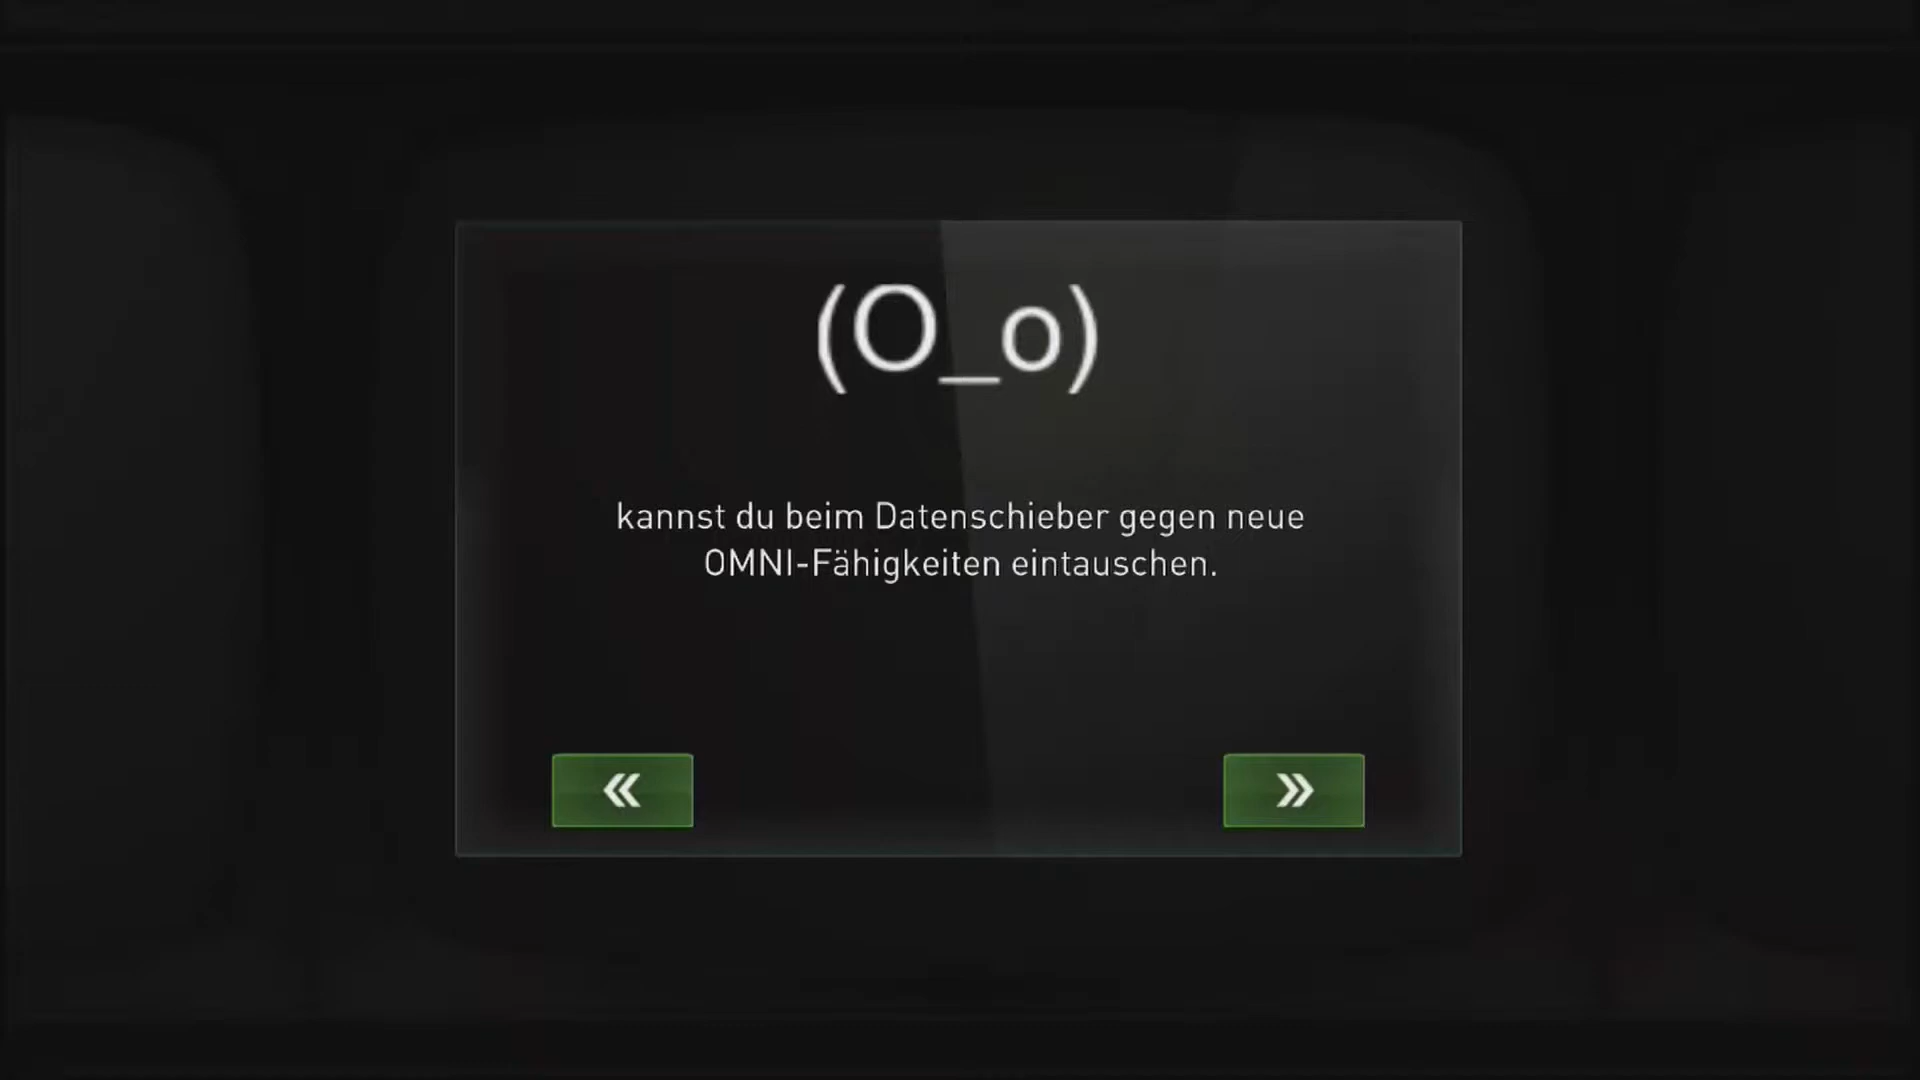 (O_o)
kannst du beim Datenschieber gegen neue
OMNI-Fähigkeiten eintauschen.
« »